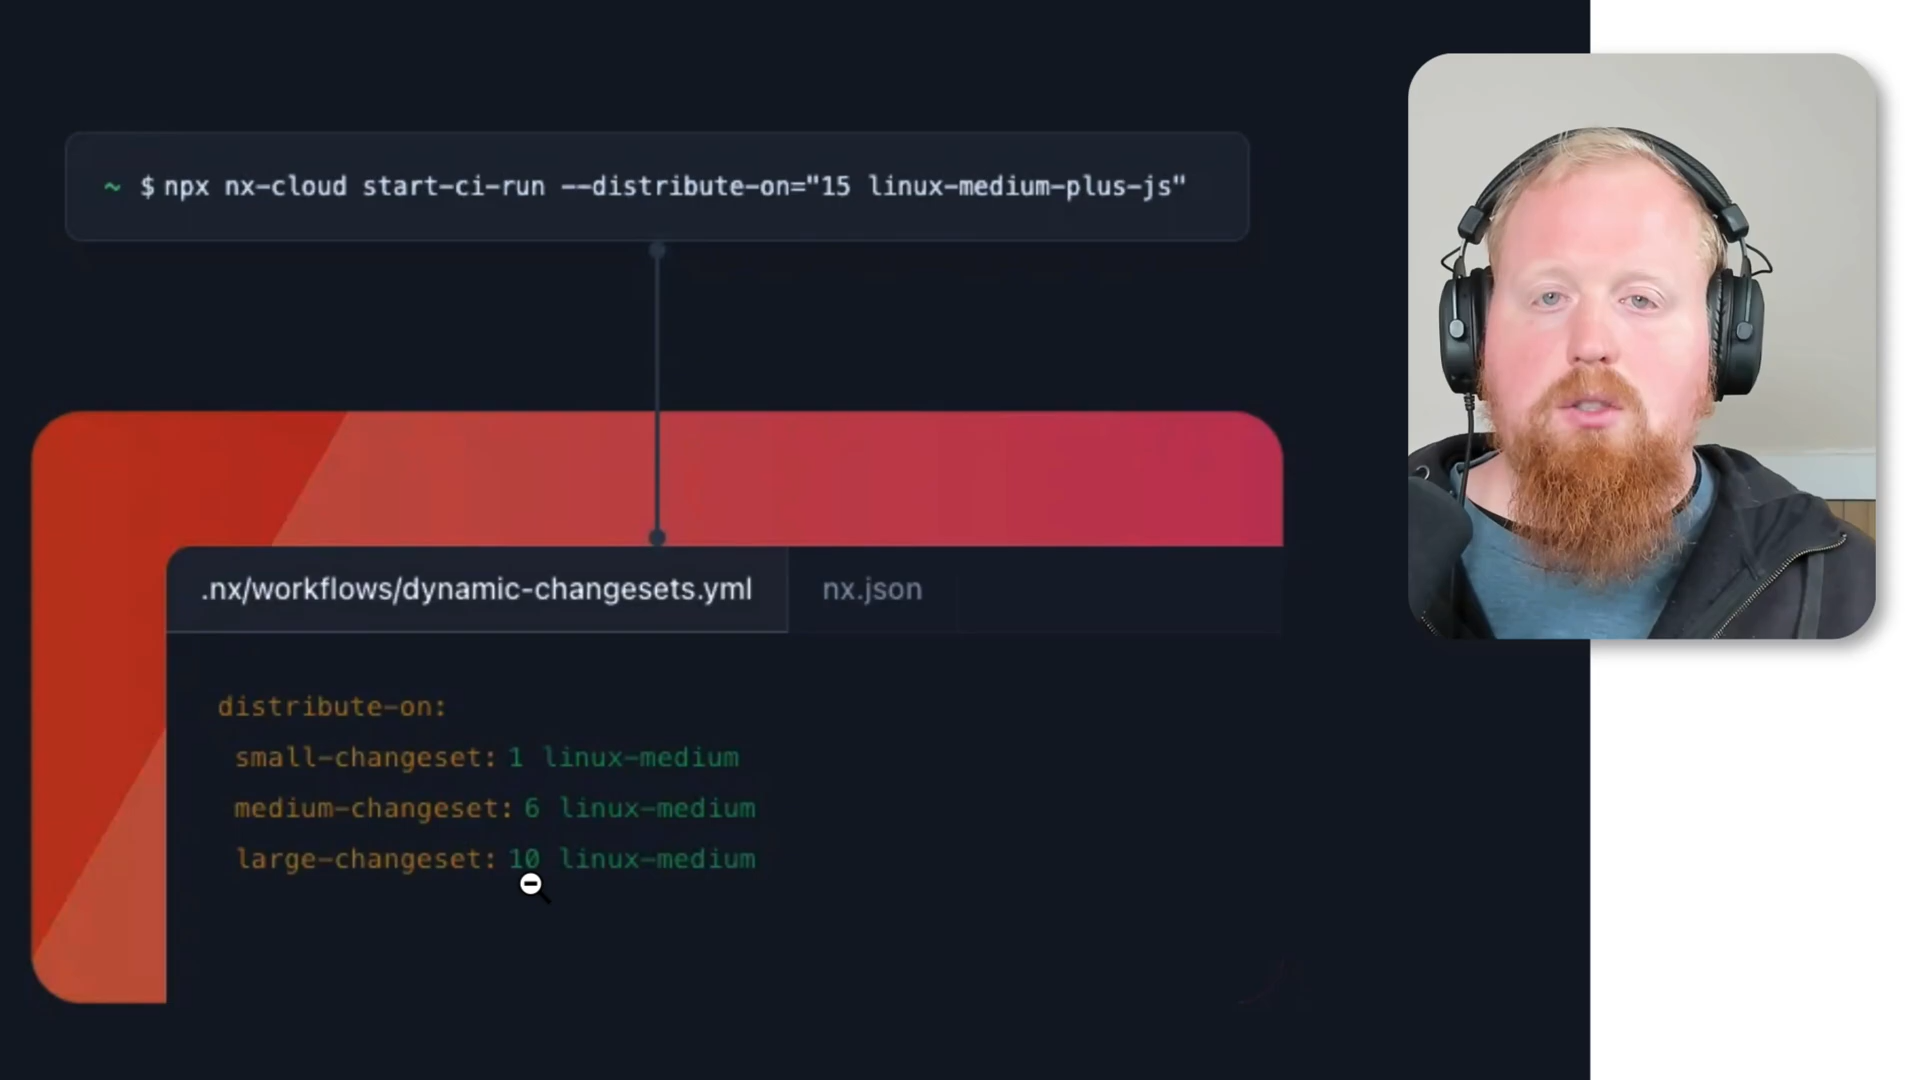 ~ $ npx nx-cloud start-ci-run --distribute-on="15 linux-medium-plus-js"
.nx/workflows/dynamic-changesets.yml nx.json
distribute-on:
small-changeset: 1 linux-medium
medium-changeset: 6 linux-medium
large-changeset: 10 linux-medium